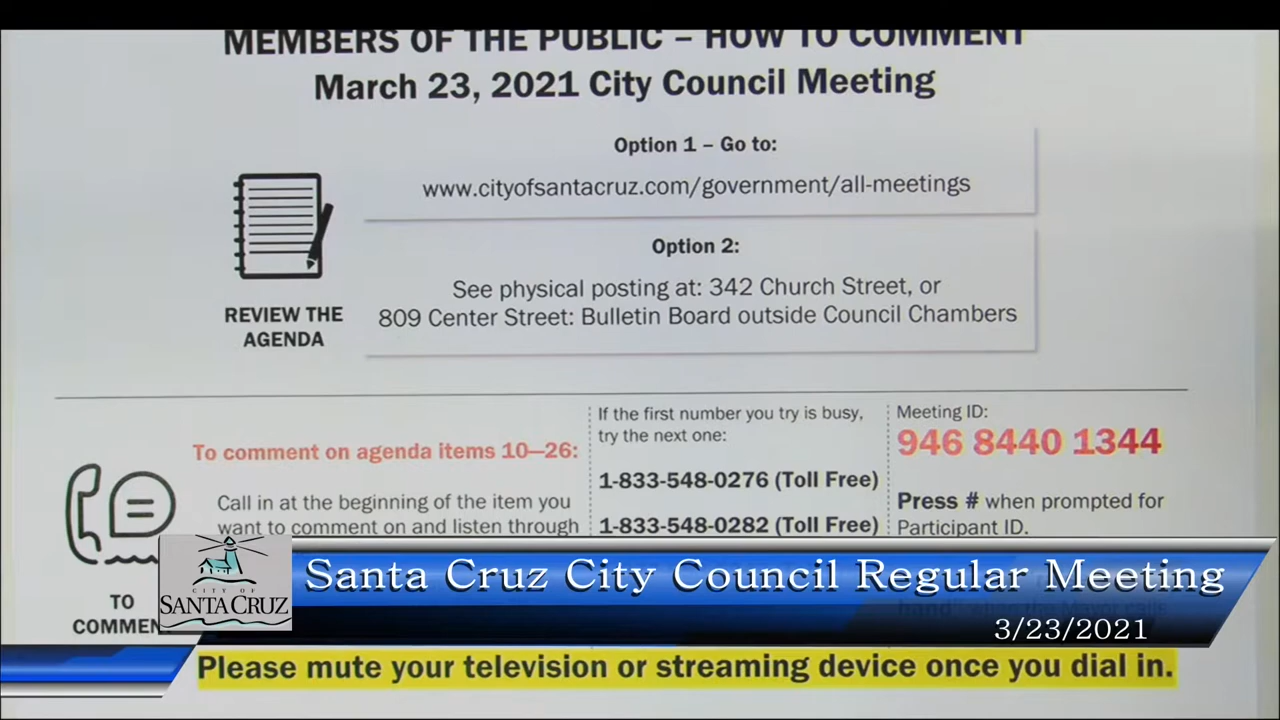 MEMBERS OF THE PUBLIC – HOW TO COMMENT
March 23, 2021 City Council Meeting
Option 1 – Go to:
www.cityofsantacruz.com/government/all-meetings
Option 2:
See physical posting at: 342 Church Street, or
809 Center Street: Bulletin Board outside Council Chambers
REVIEW THE
AGENDA
To comment on agenda items 10–26:
Call in at the beginning of the item you
want to comment on and listen through
If the first number you try is busy,
try the next one:
1-833-548-0276 (Toll Free)
1-833-548-0282 (Toll Free)
Meeting ID:
946 8440 1344
Press # when prompted for
Participant ID.
TO
COMMENT
CITY OF
SANTA CRUZ
Santa Cruz City Council Regular Meeting
3/23/2021
Please mute your television or streaming device once you dial in.